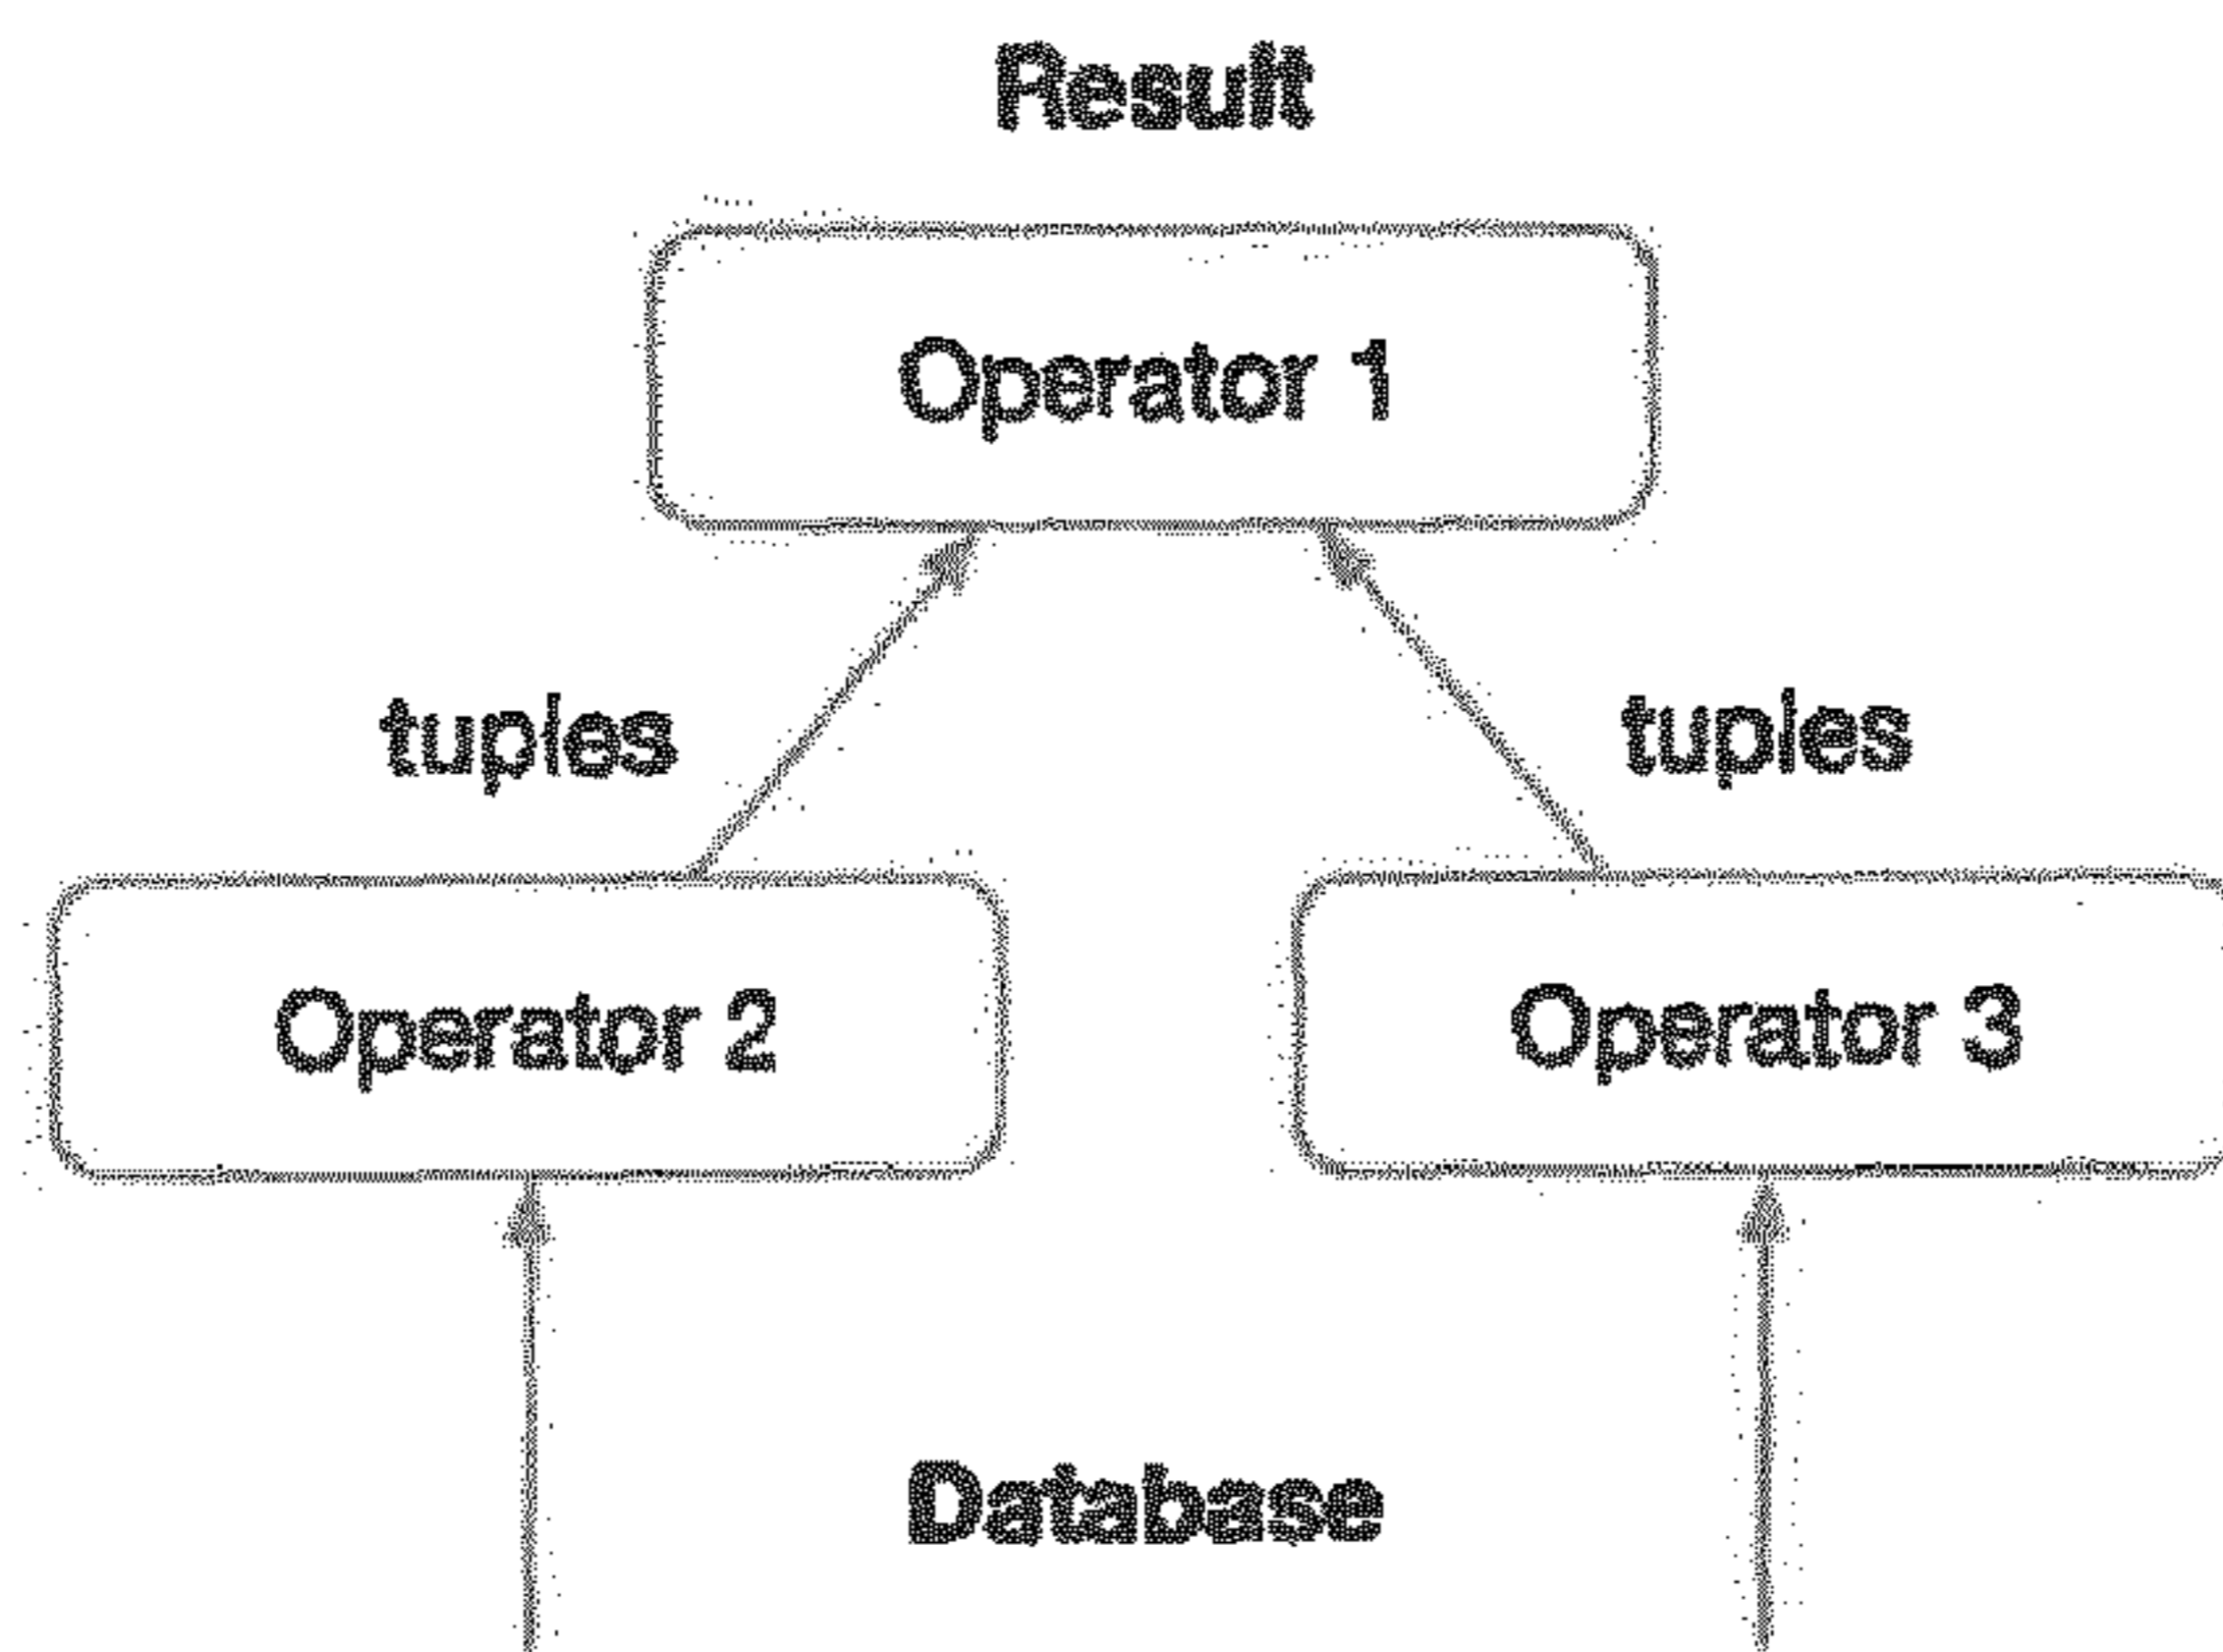 Result
Operator 1
tuples
tuples
Operator 2
Operator 3
Database